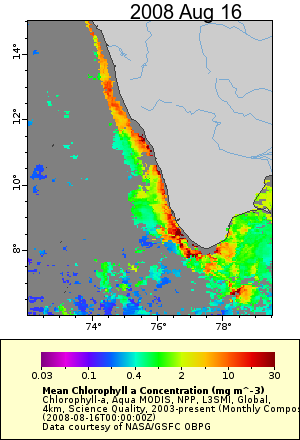 2008 Aug 16
14°
12°
10°
8°
74° 76° 78°
0.03 0.1 0.4 1 3 10 30
Mean Chlorophyll a Concentration (mg m^-3)
Chlorophyll-a, Aqua MODIS, NPP, L3SMI, Global,
4km, Science Quality, 2003-present (Monthly Compos
(2008-08-16T00:00:00Z)
Data courtesy of NASA/GSFC OBPG